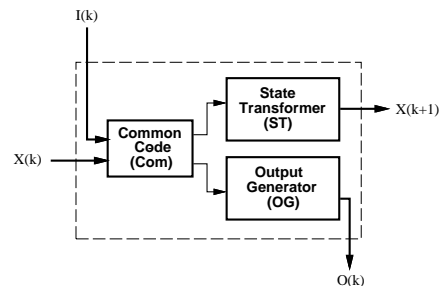 I(k)
State
Transformer
(ST)
X(k+1)
Common
Code
(Com)
X(k)
Output
Generator
(OG)
O(k)